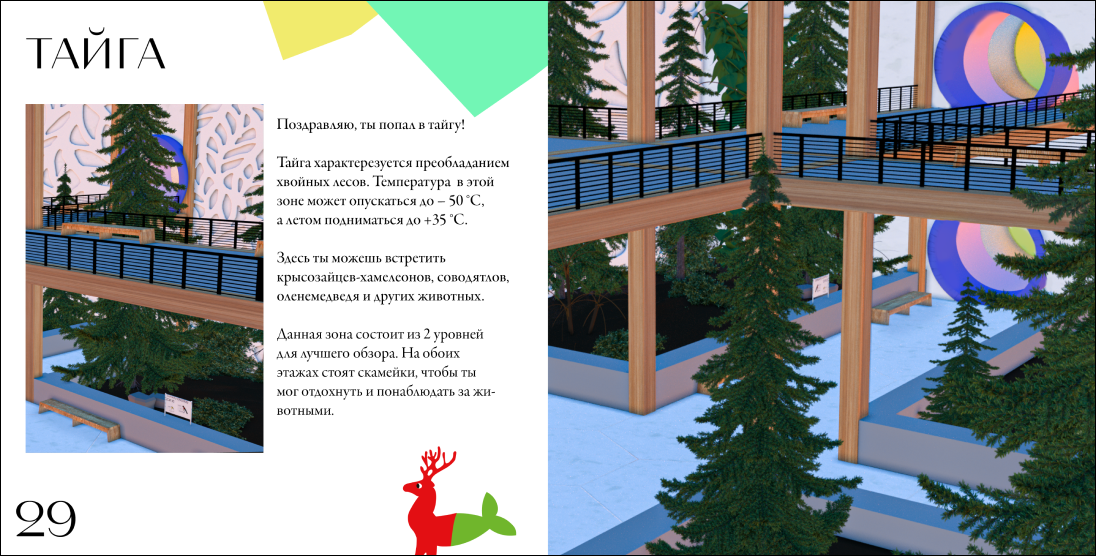 ТАЙГА
Поздравляю, ты попал в тайгу!
Тайга характерезуется преобладанием
хвойных лесов. Температура в этой
зоне может опускаться до – 50 °C,
а летом подниматься до +35 °C.
Здесь ты можешь встретить
крысозайцев-хамелеонов, соводятлов,
оленемедведя и других животных.
Данная зона состоит из 2 уровней
для лучшего обзора. На обоих
этажах стоят скамейки, чтобы ты
мог отдохнуть и понаблюдать за жи-
вотными.
29